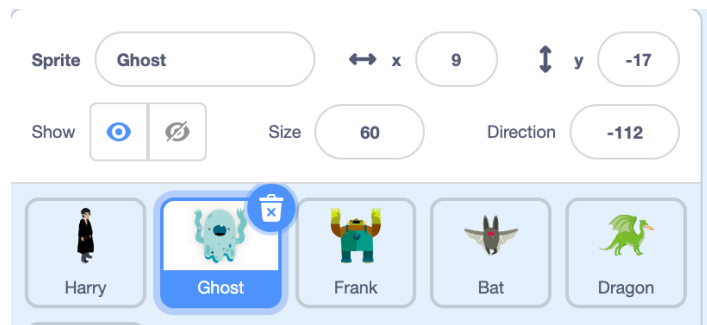 Sprite Ghost x 9 y -17
Show Size 60 Direction -112
Harry Ghost Frank Bat Dragon